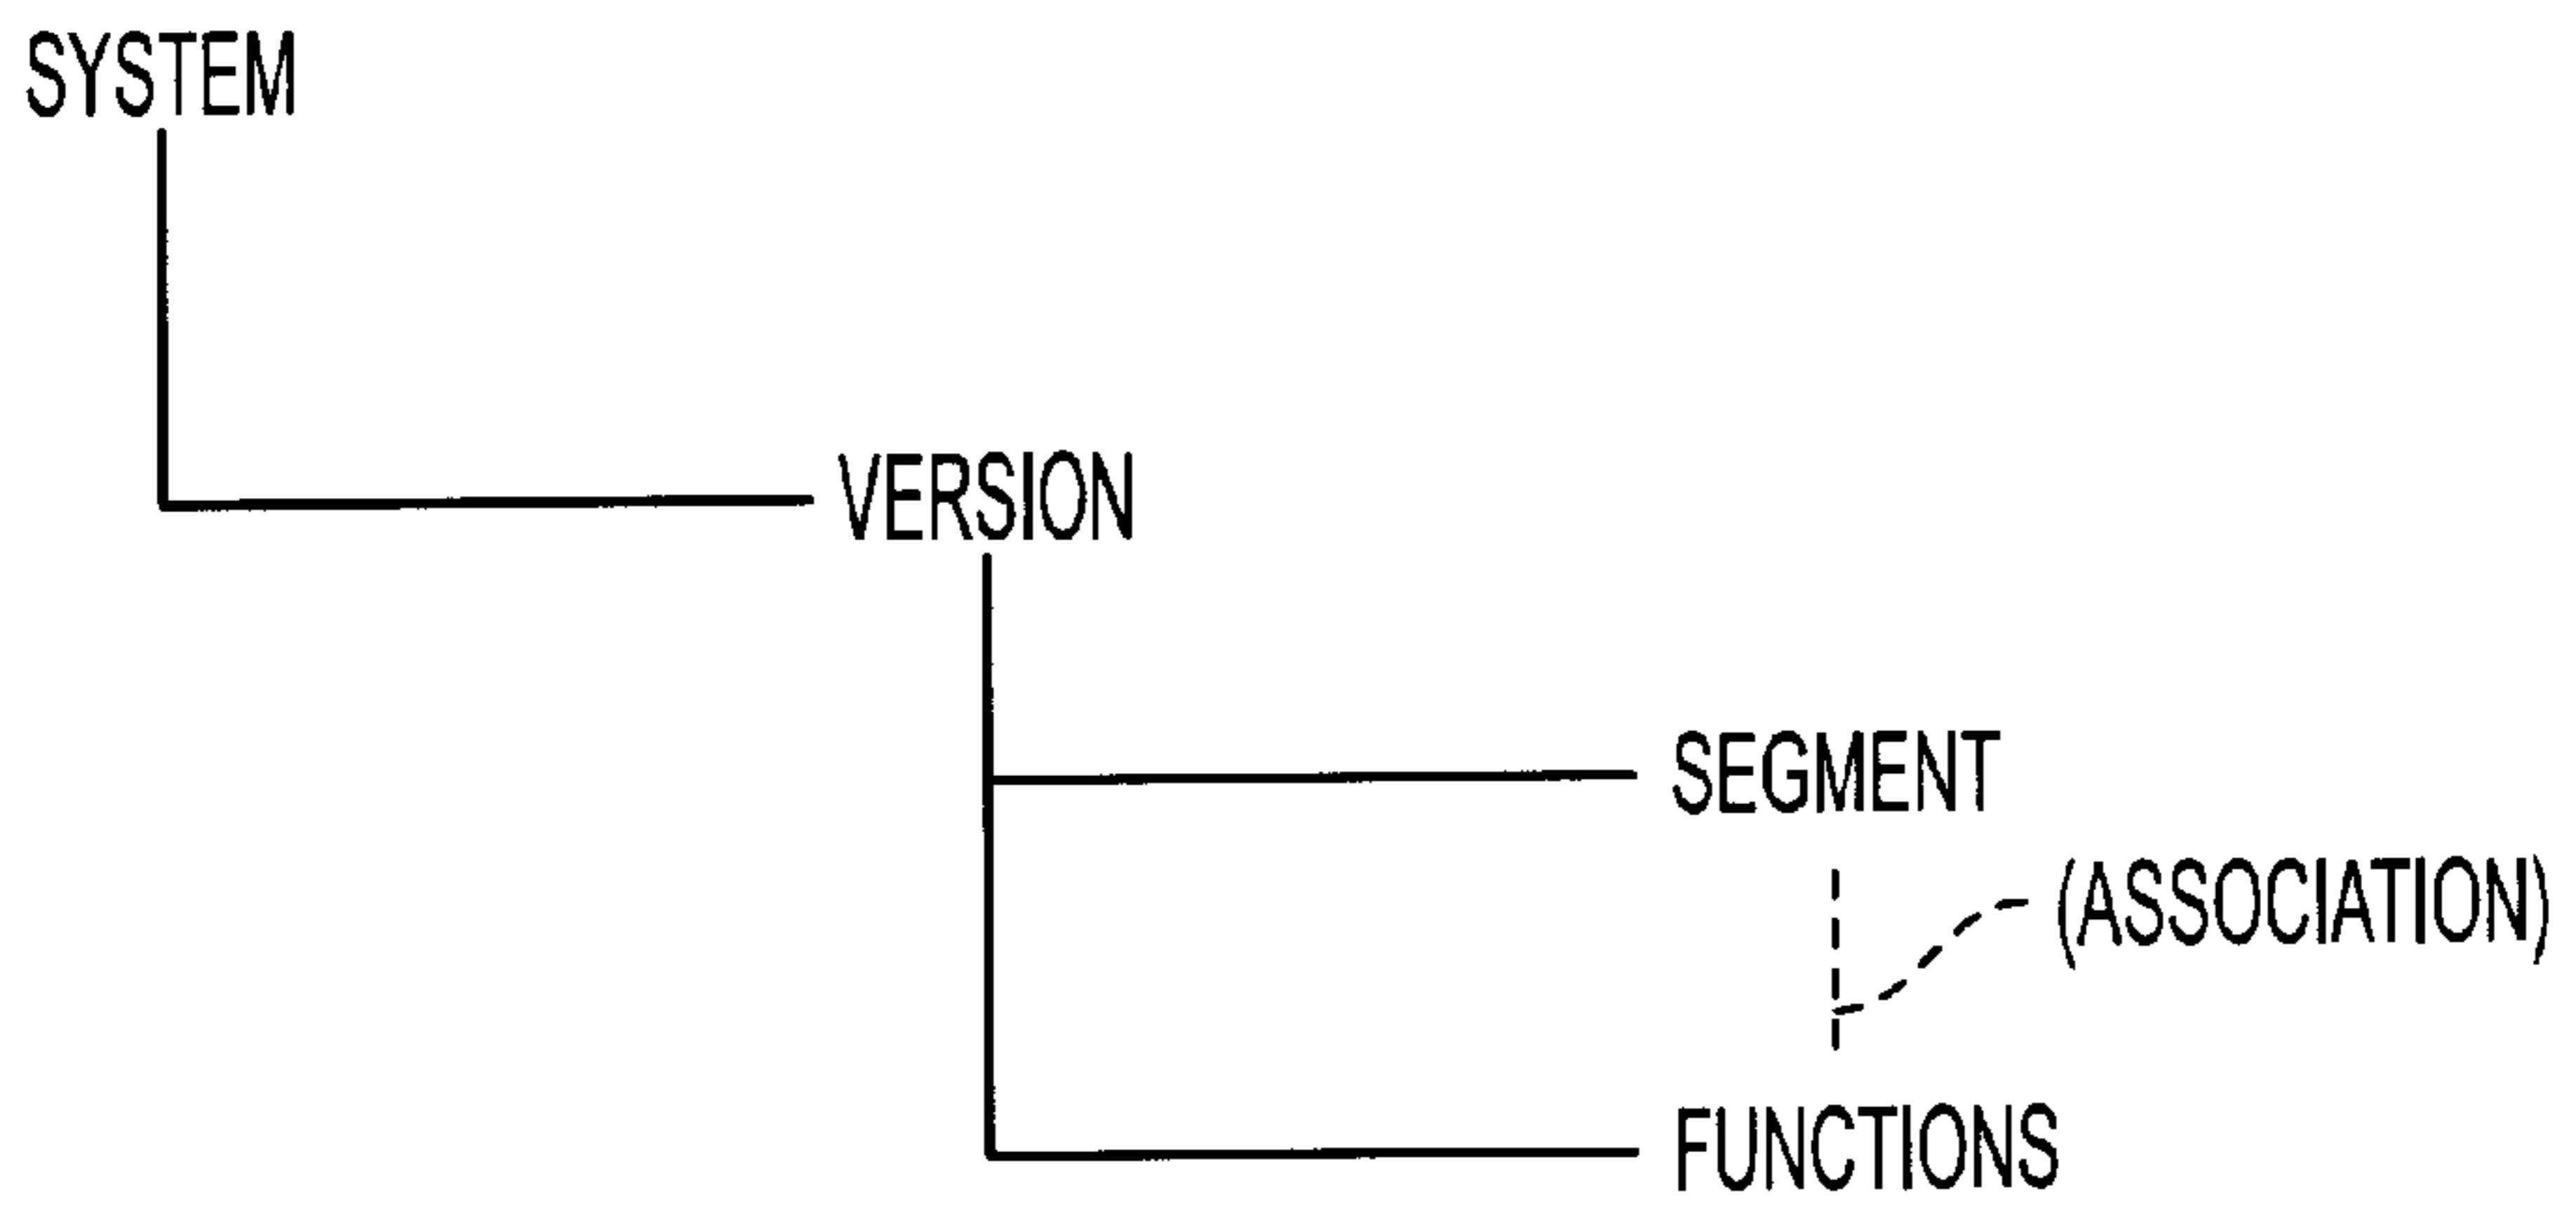 SYSTEM
VERSION
SEGMENT
(ASSOCIATION)
FUNCTIONS